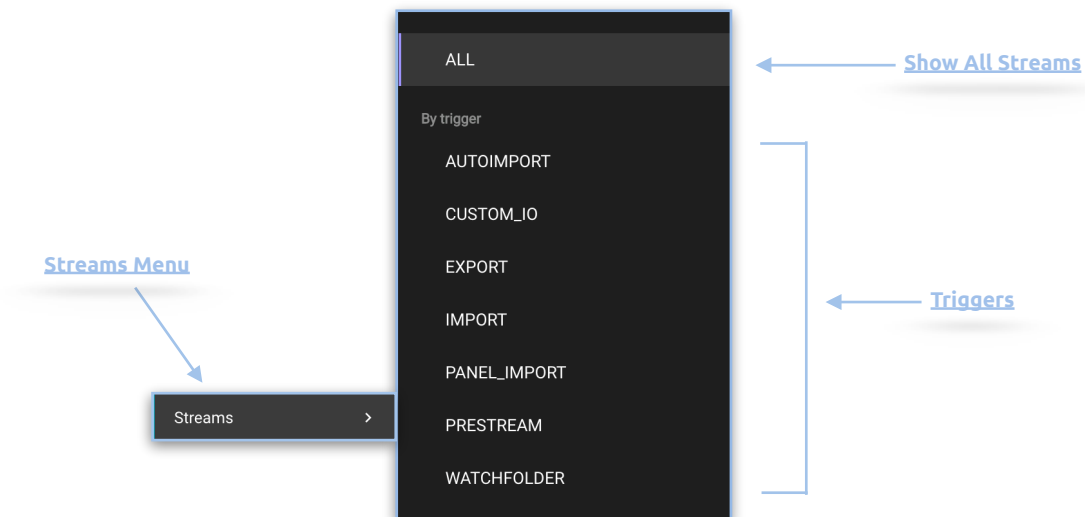 ALL
Show All Streams
By trigger
AUTOIMPORT
CUSTOM_IO
EXPORT
Streams Menu
Triggers
IMPORT
PANEL_IMPORT
Streams
PRESTREAM
WATCHFOLDER